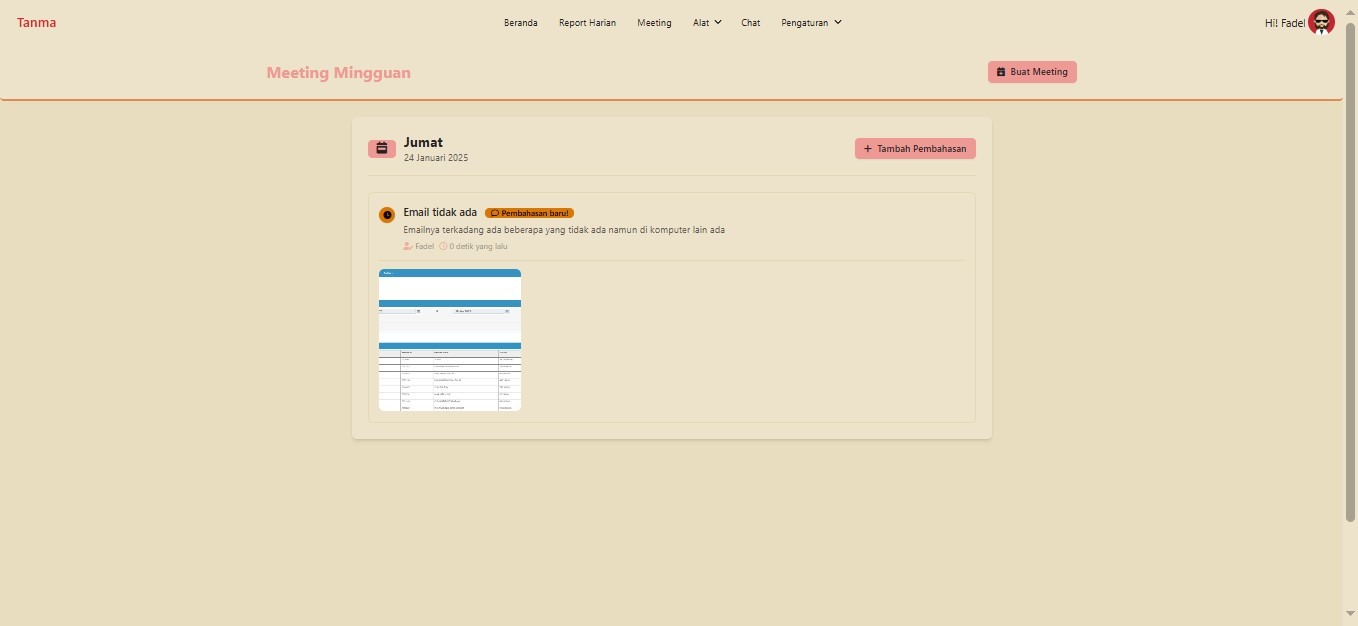 Tanma
Beranda Report Harian Meeting Alat Chat Pengaturan
Hi! Fadel
Meeting Mingguan
Buat Meeting
Jumat
24 Januari 2025
Tambah Pembahasan
Email tidak ada Pembahasan baru!
Emailnya terkadang ada beberapa yang tidak ada namun di komputer lain ada
Fadel 0 detik yang lalu